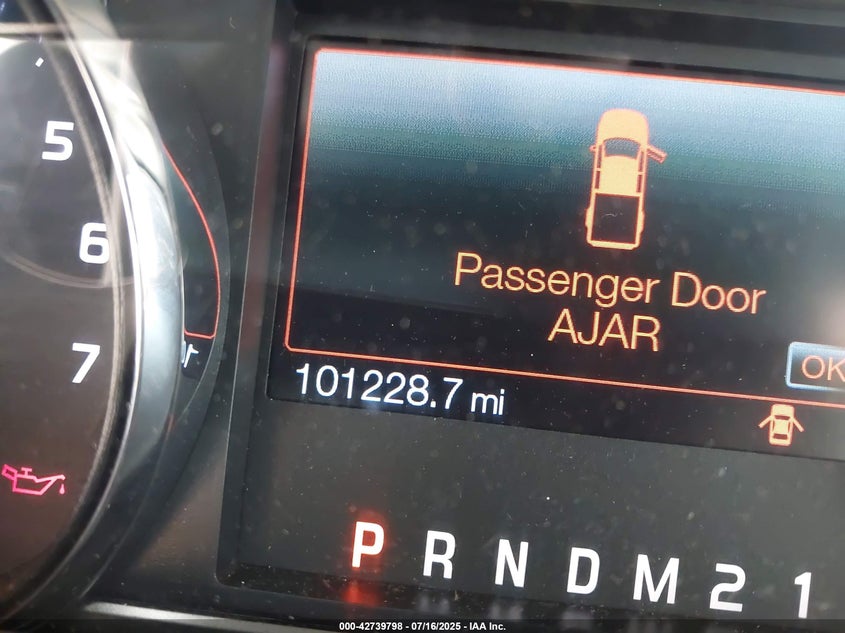 5
6
7
Passenger Door
AJAR
OK
101228.7 mi
P R N D M 2 1
000-42739798 - 07/16/2025 - IAA Inc.